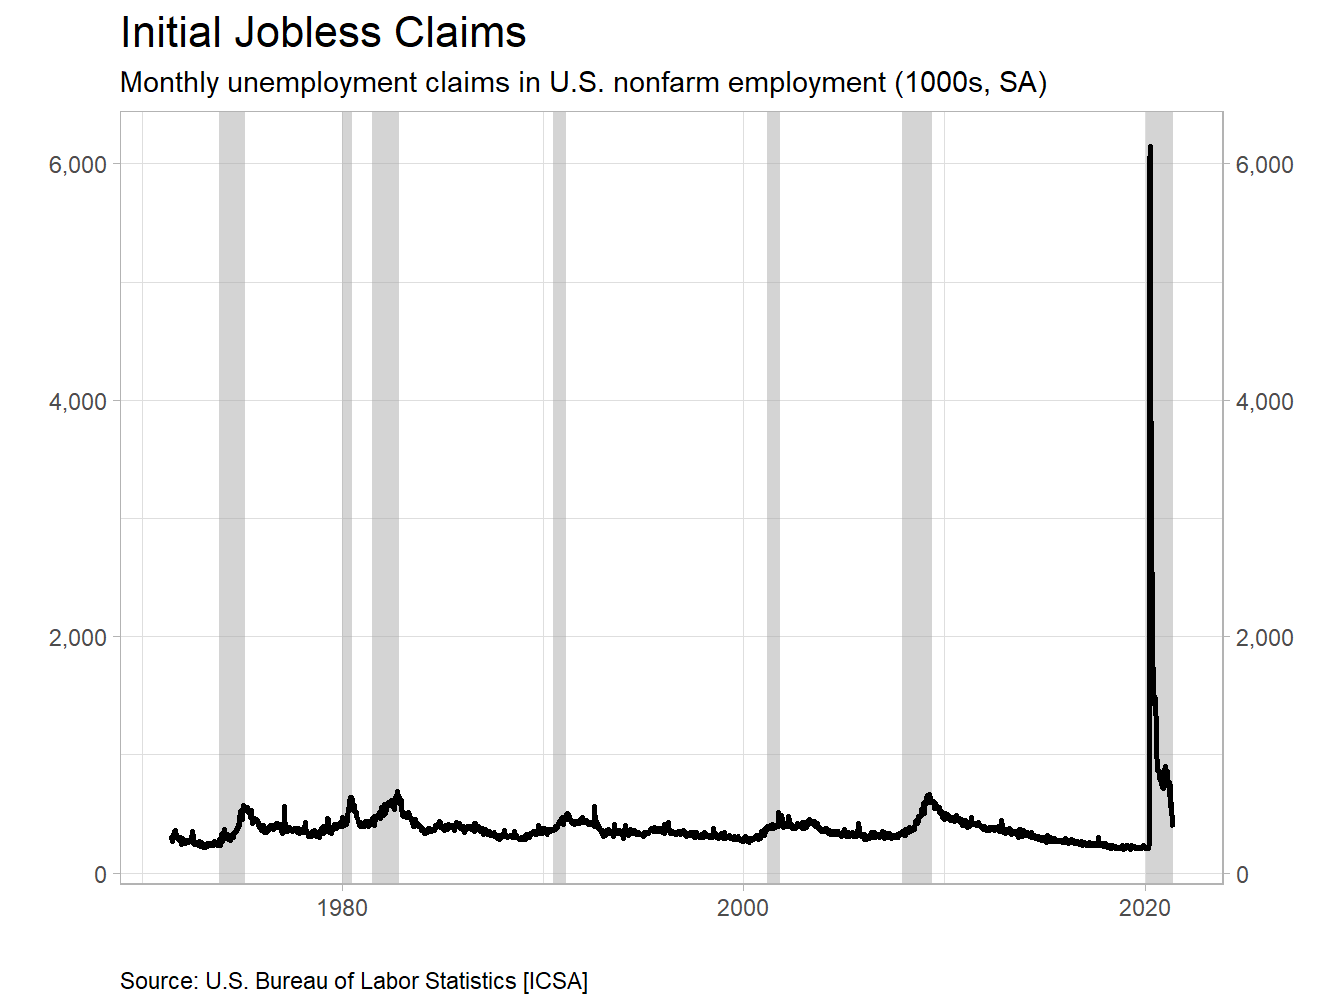 Initial Jobless Claims
Monthly unemployment claims in U.S. nonfarm employment (1000s, SA)
6,000 6,000
4,000 4,000
2,000 2,000
0 0
1980 2000 2020
Source: U.S. Bureau of Labor Statistics [ICSA]